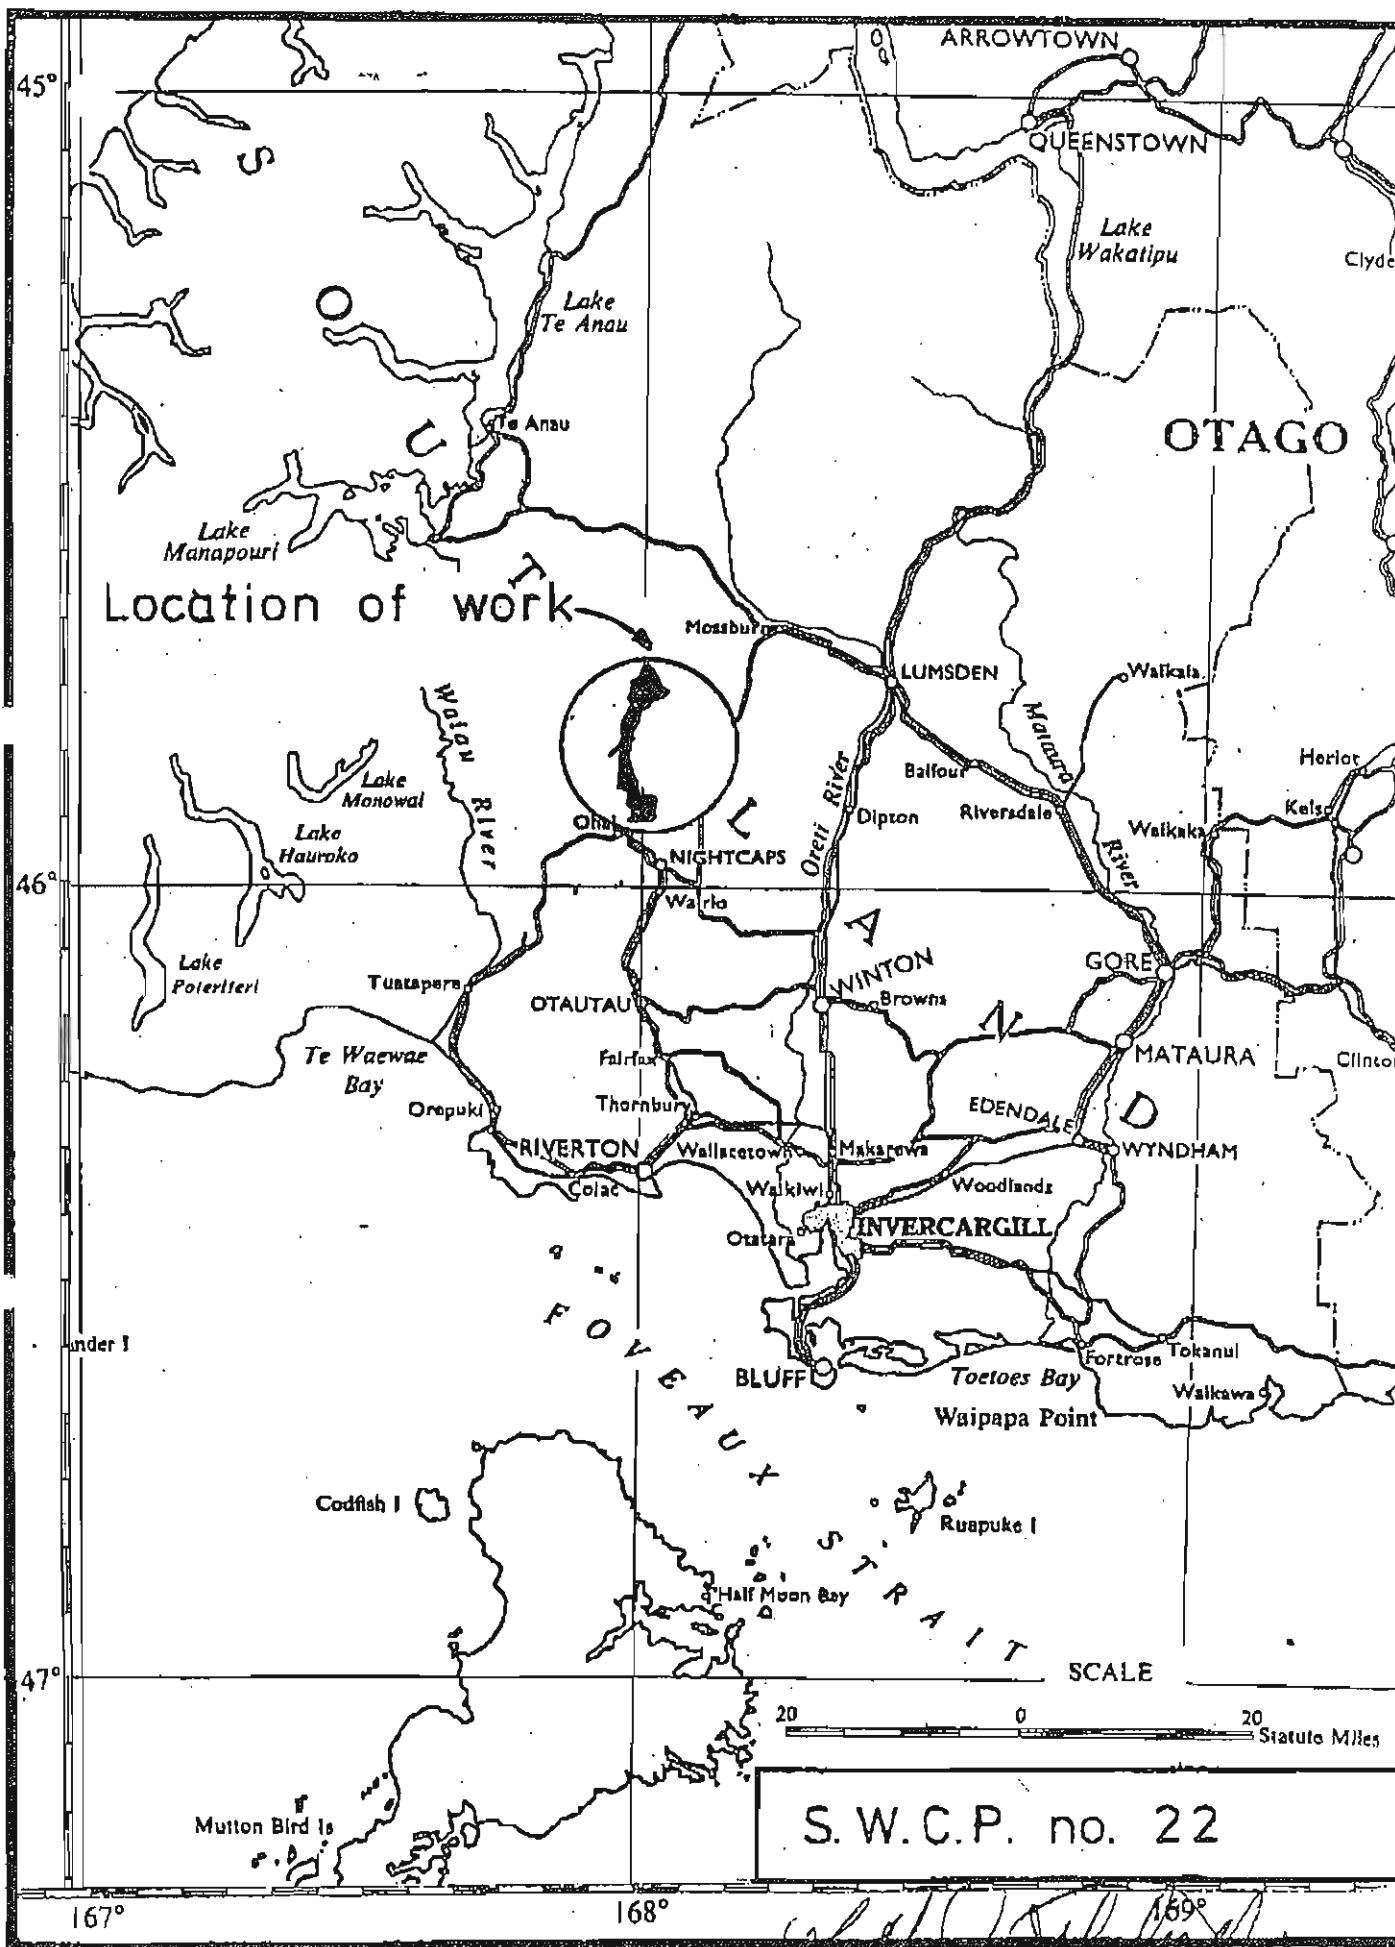 ARROWTOWN
45°
QUEENSTOWN
S
Lake
Wakatipu
Clyde
O
Lake
Te Anau
U
Te Anau
OTAGO
Lake
Manapouri
T
Location of work
Mossburn
LUMSDEN
Waikaia
Waiau
River
Mataura
River
Lake
Monowai
Balfour
Heriot
Oreti River
Dipton
Riversdale
Kelso
Ohai
L
Waikaka
Lake
Hauroko
NIGHTCAPS
46°
Wairio
A
Lake
Poteriteri
Tuatapere
GORE
WINTON
OTAUTAU
Browns
N
Te Waewae
Bay
Fairfax
MATAURA
Clinton
Orepuki
Thornbury
EDENDALE
D
RIVERTON
Wallacetown
Makarewa
WYNDHAM
Colac
Waikiwi
Woodlands
Otatara
INVERCARGILL
FOVEAUX STRAIT
ander I
Fortrose
Tokanui
BLUFF
Toetoes Bay
Waikawa
Waipapa Point
Codfish I
Ruapuke I
Half Moon Bay
47°
SCALE
20 0 20
Statute Miles
Mutton Bird Is
S. W. C. P. no. 22
167° 168° 169°